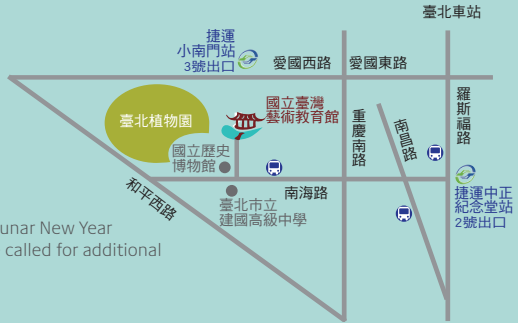 臺北車站
捷運
小南門站
3號出口
愛國西路
愛國東路
羅斯福路
重慶南路
南昌路
國立臺灣
藝術教育館
臺北植物園
國立歷史
博物館
和平西路
南海路
臺北市立
建國高級中學
捷運中正
紀念堂站
2號出口
unar New Year
called for additional